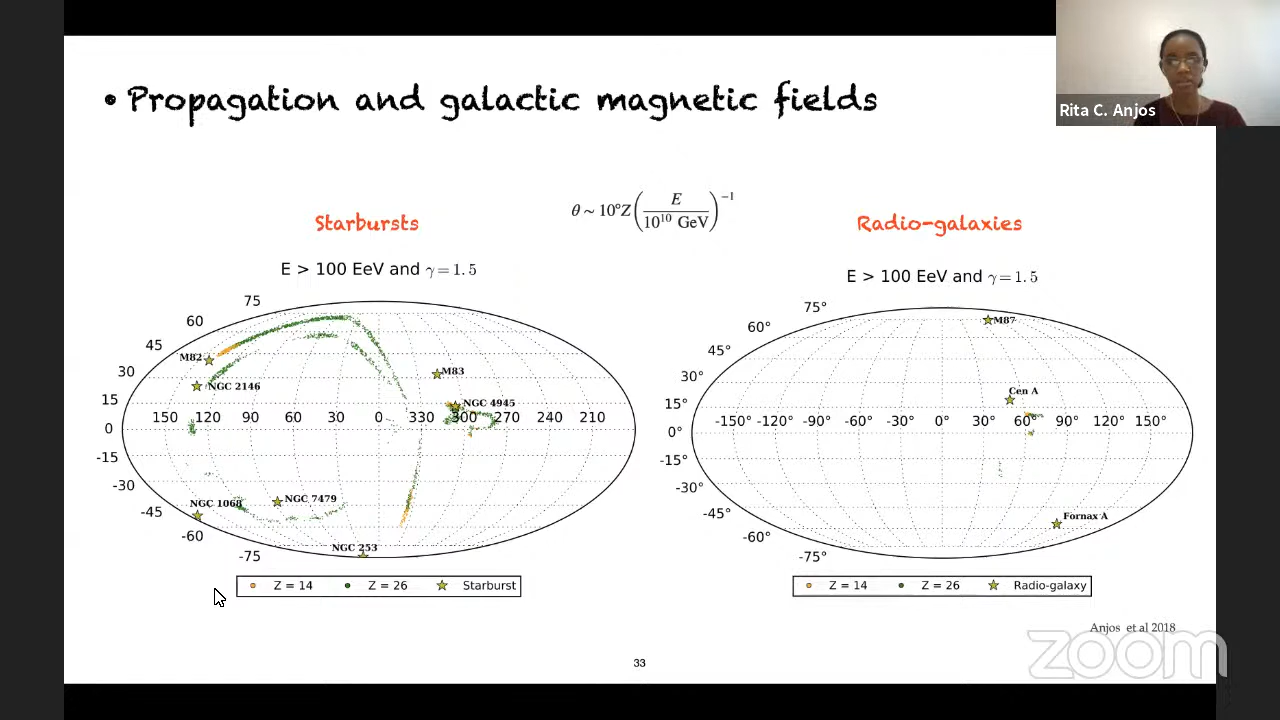 • Propagation and galactic magnetic fields
Rita C. Anjos
θ ~ 10°Z(E/10^10 GeV)^−1
Starbursts
E > 100 EeV and γ = 1.5
75
60
45
30
15
0
-15
-30
-45
-60
-75
150 120 90 60 30 0 330 300 270 240 210
M82
NGC 2146
M83
NGC 4945
NGC 1068
NGC 7479
NGC 253
Z = 14 Z = 26 Starburst
Radio-galaxies
E > 100 EeV and γ = 1.5
75°
60°
45°
30°
15°
0°
-15°
-30°
-45°
-60°
-75°
-150° -120° -90° -60° -30° 0° 30° 60° 90° 120° 150°
M87
Cen A
Fornax A
Z = 14 Z = 26 Radio-galaxy
Anjos et al 2018
33
zoom